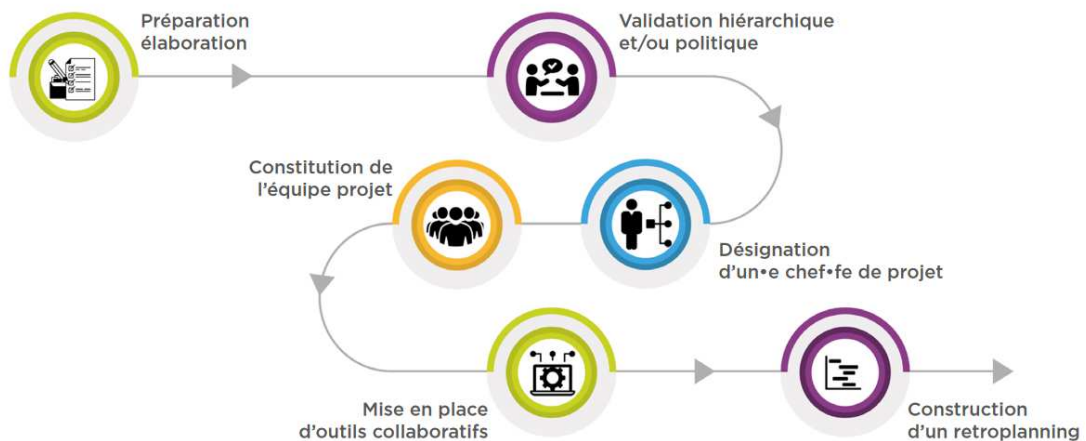 Préparation
élaboration
Validation hiérarchique
et/ou politique
Désignation
d'un•e chef•fe de projet
Constitution de
l'équipe projet
Mise en place
d'outils collaboratifs
Construction
d'un retroplanning